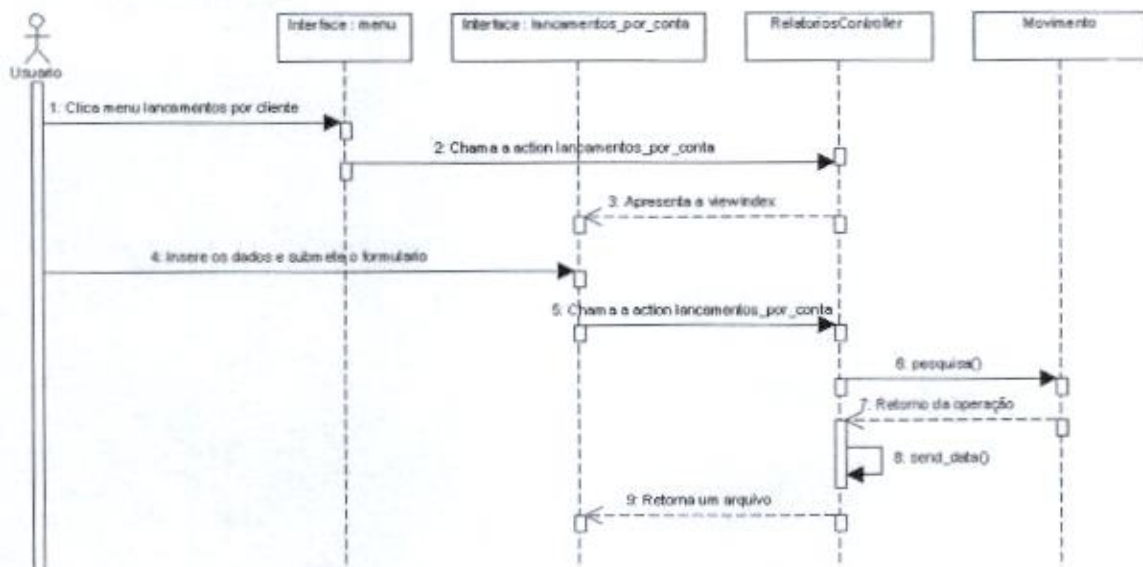 Interface : menu
Interface : lancamentos_por_conta
RelatoriosController
Movimento
Usuario
1: Clica menu lancamentos por cliente
2: Chama a action lancamentos_por_conta
3: Apresenta a view index
4: Insere os dados e submete o formulario
5: Chama a action lancamentos_por_conta
6: pesquisa()
7: Retorno da operação
8: send_data()
9: Retorna um arquivo